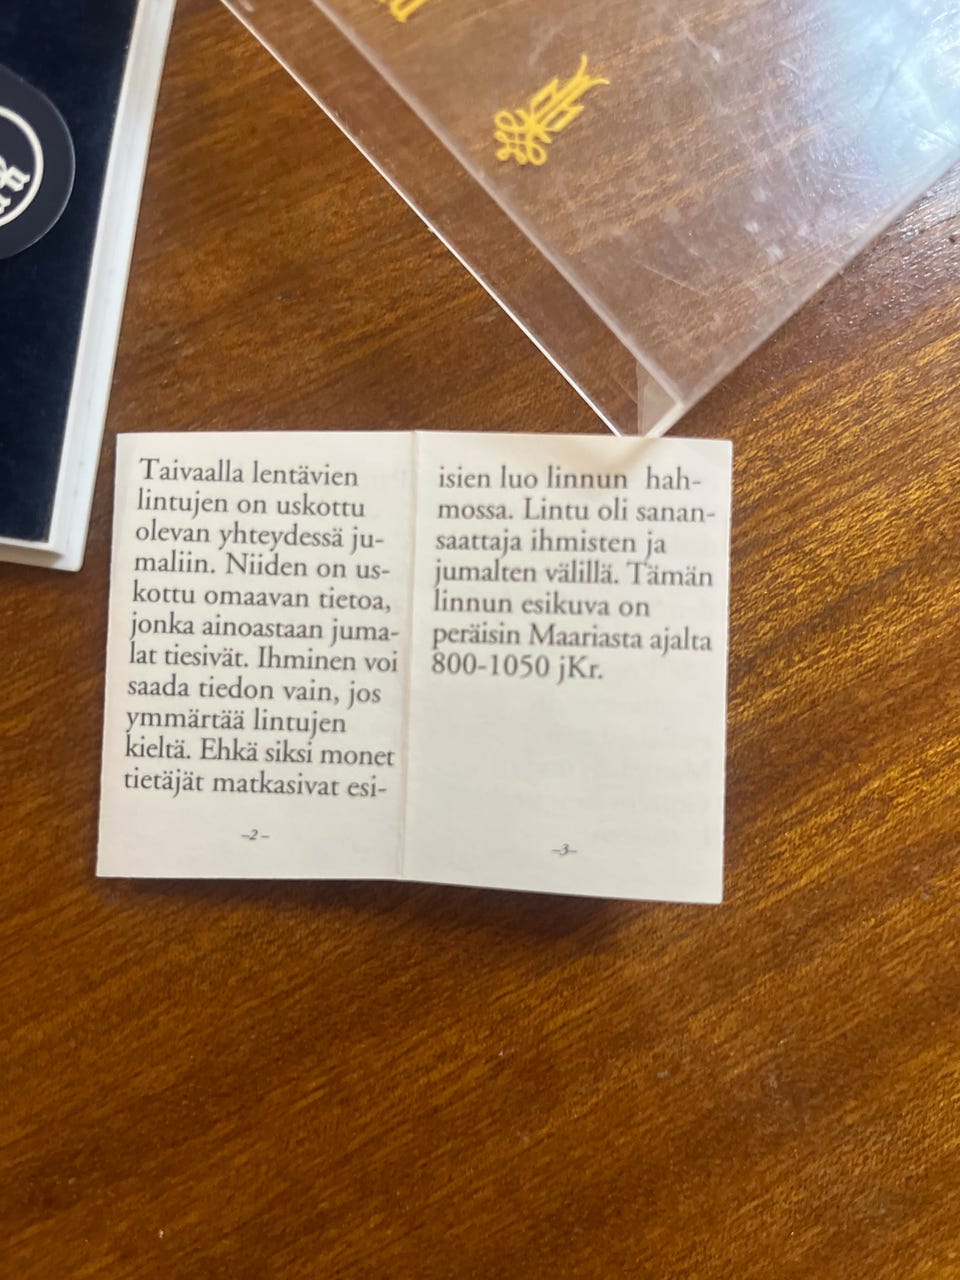 Taivaalla lentävien
lintujen on uskottu
olevan yhteydessä ju-
maliin. Niiden on us-
kottu omaavan tietoa,
jonka ainoastaan juma-
lat tiesivät. Ihminen voi
saada tiedon vain, jos
ymmärtää lintujen
kieltä. Ehkä siksi monet
tietäjät matkasivat esi-
–2–
isien luo linnun hah-
mossa. Lintu oli sanan-
saattaja ihmisten ja
jumalten välillä. Tämän
linnun esikuva on
peräisin Maariasta ajalta
800-1050 jKr.
–3–